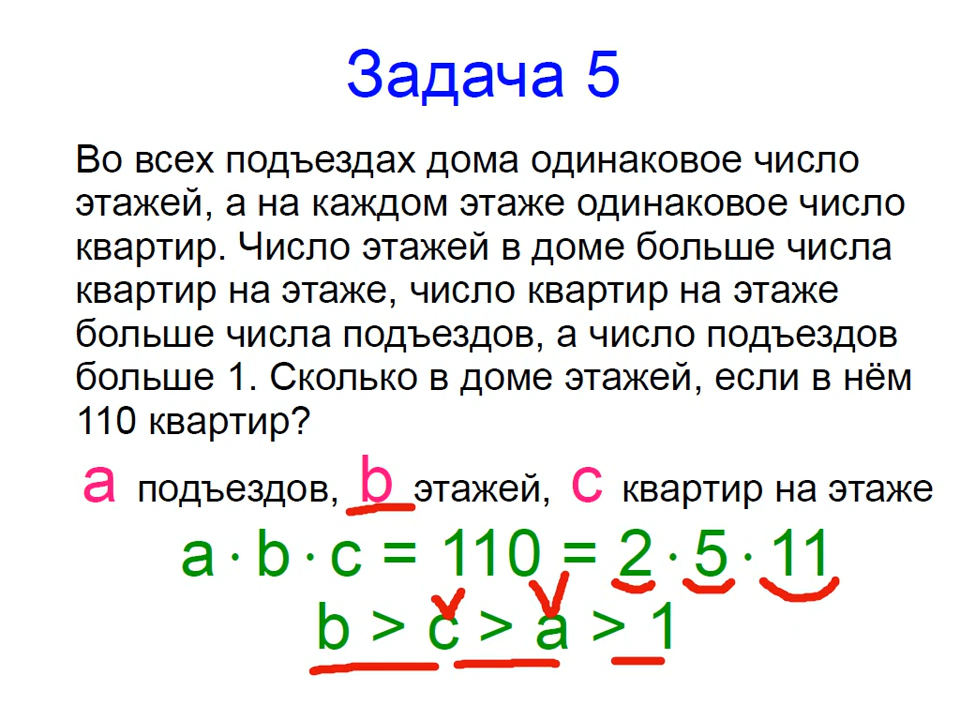 Задача 5
Во всех подъездах дома одинаковое число
этажей, а на каждом этаже одинаковое число
квартир. Число этажей в доме больше числа
квартир на этаже, число квартир на этаже
больше числа подъездов, а число подъездов
больше 1. Сколько в доме этажей, если в нём
110 квартир?
a подъездов, b этажей, c квартир на этаже
a · b · c = 110 = 2 · 5 · 11
b > c > a > 1